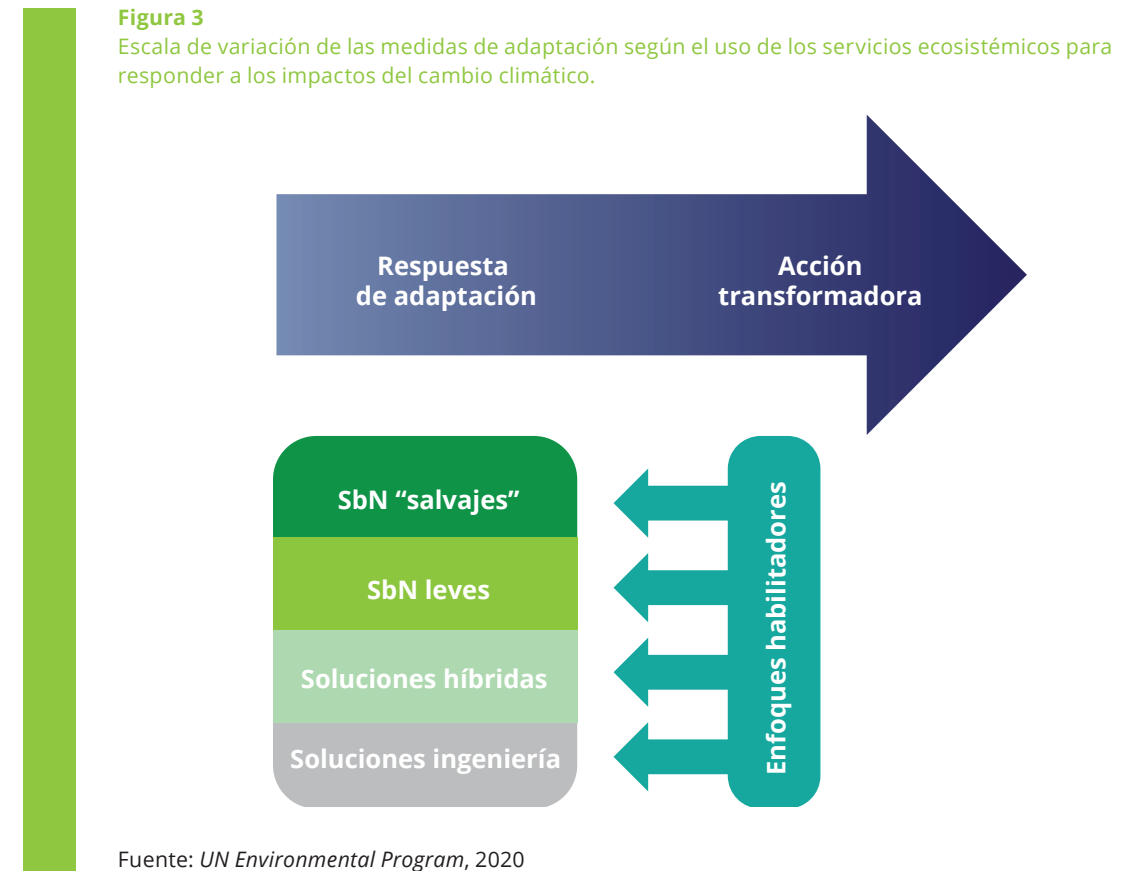 Figura 3
Escala de variación de las medidas de adaptación según el uso de los servicios ecosistémicos para
responder a los impactos del cambio climático.
Respuesta
de adaptación
Acción
transformadora
SbN “salvajes”
SbN leves
Soluciones híbridas
Soluciones ingeniería
Enfoques habilitadores
Fuente: UN Environmental Program, 2020